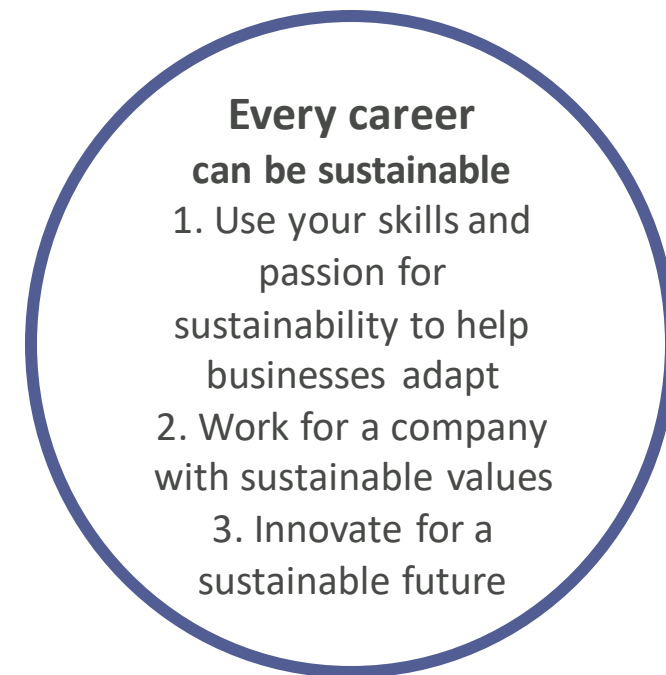 Every career
can be sustainable
1. Use your skills and
passion for
sustainability to help
businesses adapt
2. Work for a company
with sustainable values
3. Innovate for a
sustainable future